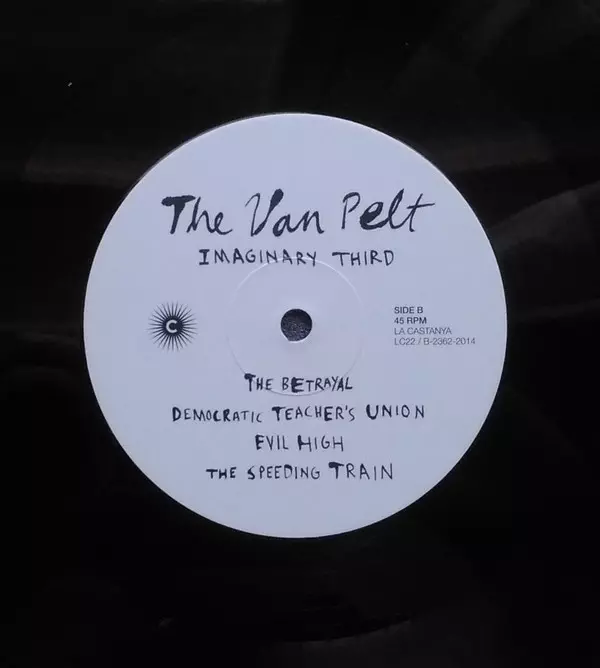 The Van Pelt
IMAGINARY THIRD
C
SIDE B
45 RPM
LA CASTANYA
LC22 / B-2362-2014
THE BETRAYAL
DEMOCRATIC TEACHER'S UNION
EVIL HIGH
THE SPEEDING TRAIN